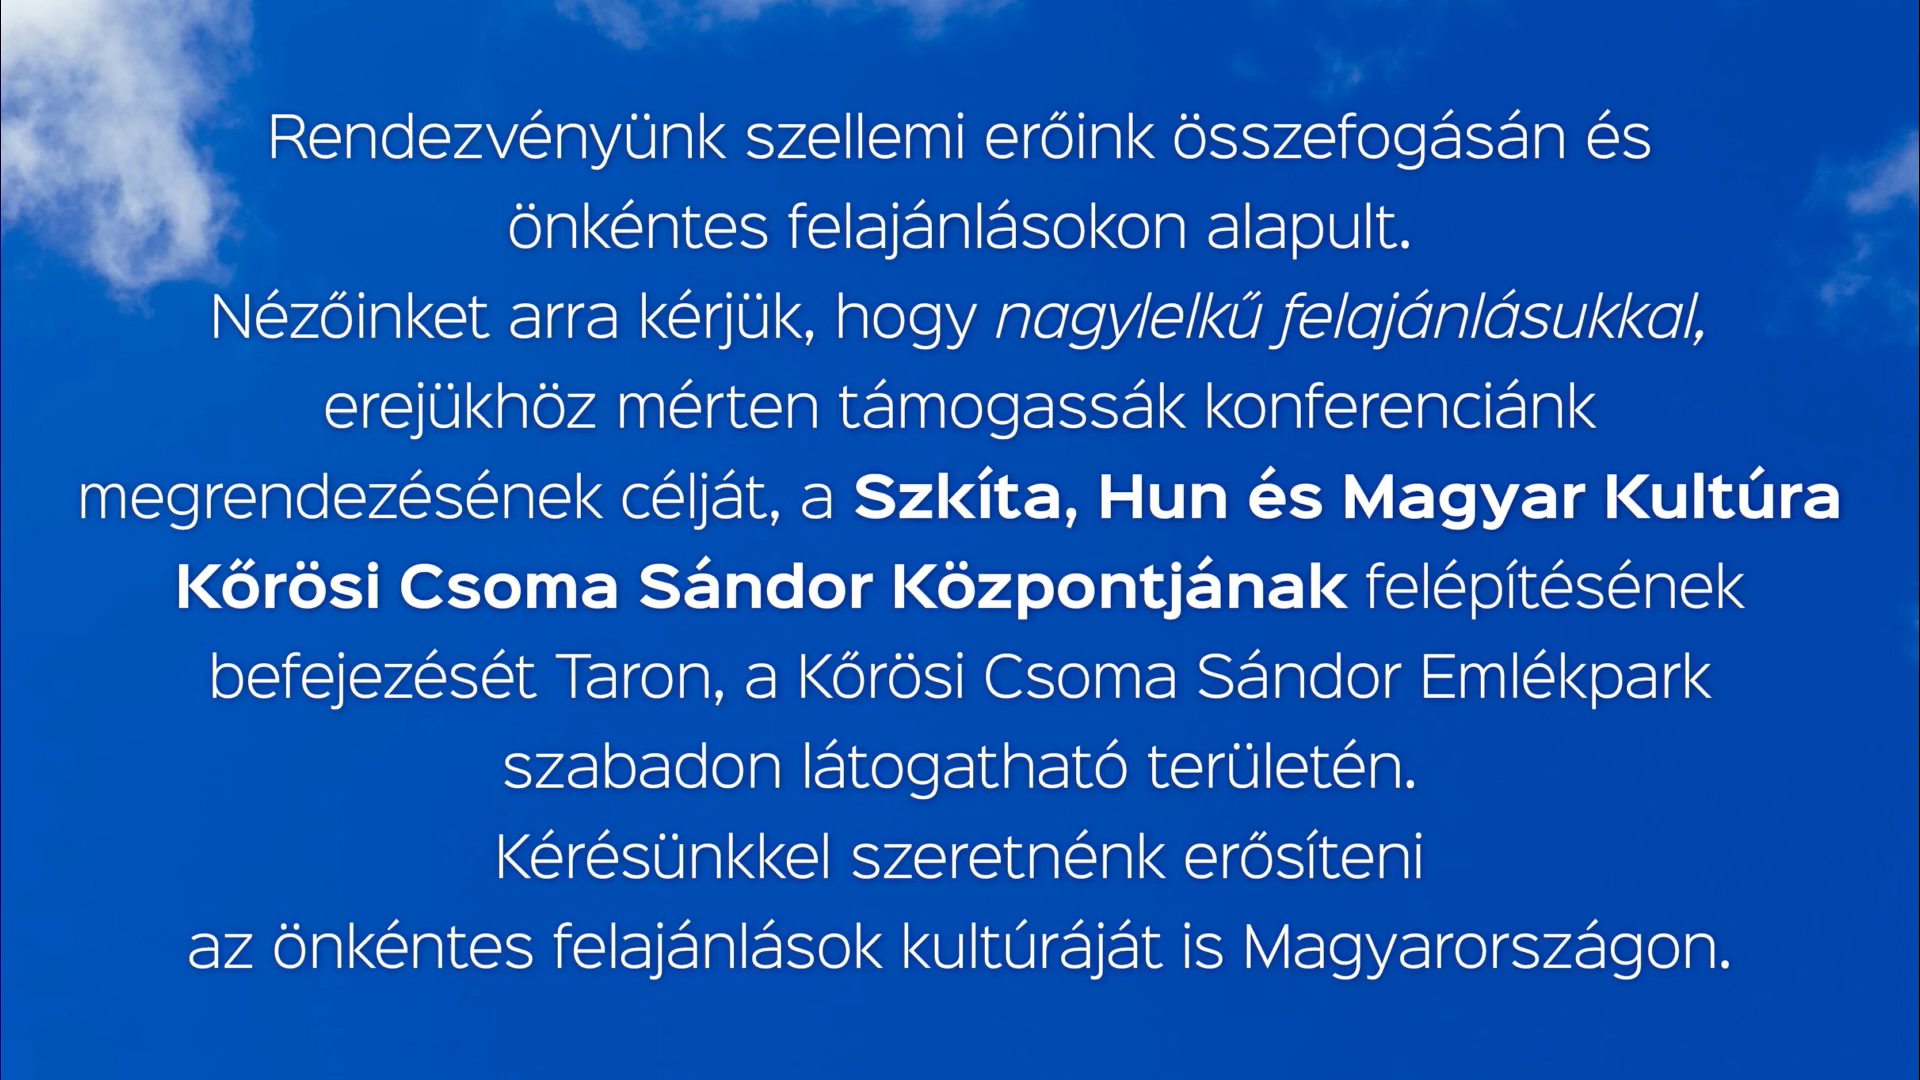 Rendezvényünk szellemi erőink összefogásán és
önkéntes felajánlásokon alapult.
Nézőinket arra kérjük, hogy nagylelkű felajánlásukkal,
erejükhöz mérten támogassák konferenciánk
megrendezésének célját, a Szkíta, Hun és Magyar Kultúra
Kőrösi Csoma Sándor Központjának felépítésének
befejezését Taron, a Kőrösi Csoma Sándor Emlékpark
szabadon látogatható területén.
Kérésünkkel szeretnénk erősíteni
az önkéntes felajánlások kultúráját is Magyarországon.